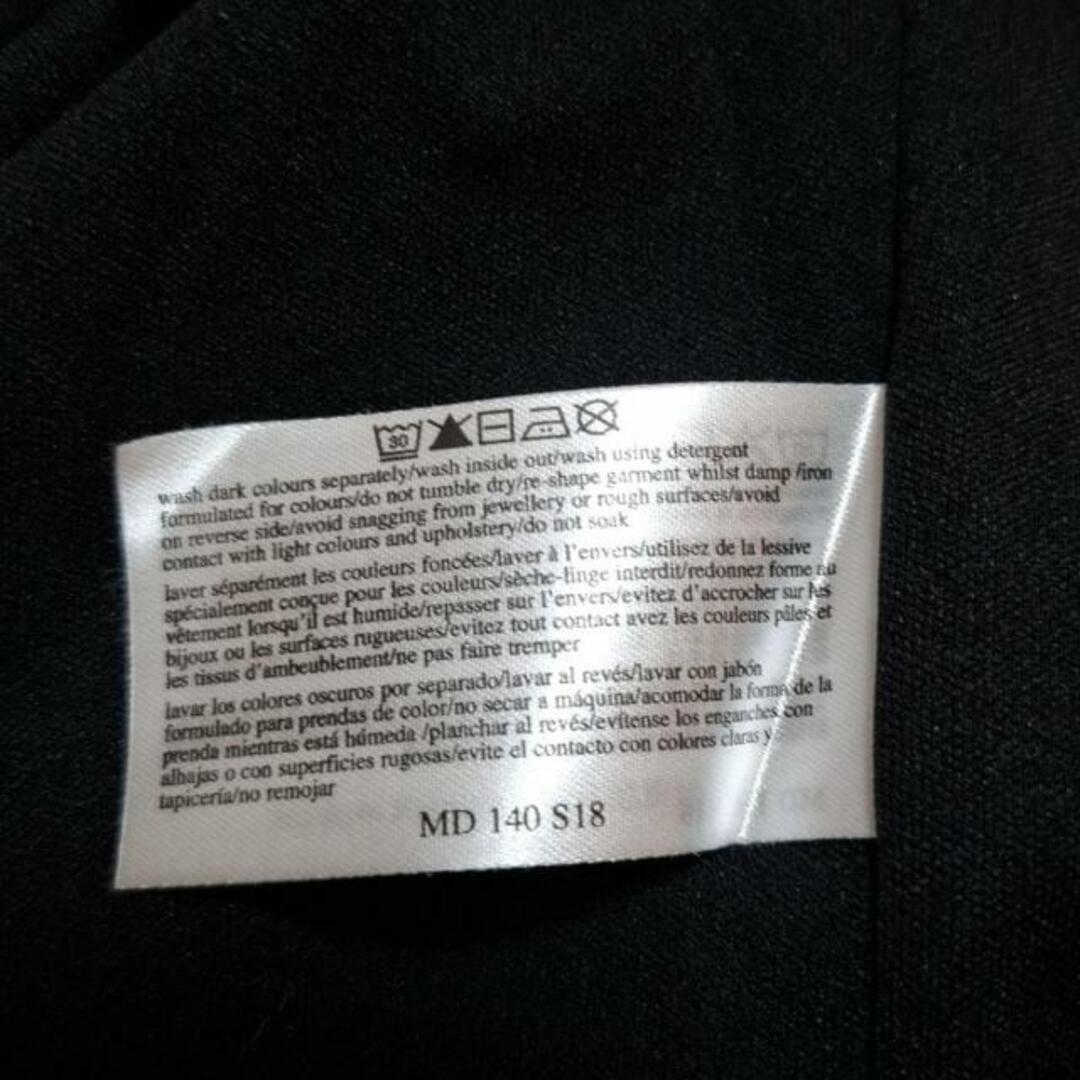 30
wash dark colours separately/wash inside out/wash using detergent
formulated for colours/do not tumble dry/re-shape garment whilst damp /iron
on reverse side/avoid snagging from jewellery or rough surfaces/avoid
contact with light colours and upholstery/do not soak
laver séparément les couleurs foncées/laver à l'envers/utilisez de la lessive
spécialement conçue pour les couleurs/sèche-linge interdit/redonnez forme au
vêtement lorsqu'il est humide/repasser sur l'envers/evitez d'accrocher sur les
bijoux ou les surfaces rugueuses/evitez tout contact avez les couleurs pâles et
les tissus d'ambeublement/ne pas faire tremper
lavar los colores oscuros por separado/lavar al revés/lavar con jabón
formulado para prendas de color/no secar a máquina/acomodar la forma de la
prenda mientras está húmeda /planchar al revés/evítense los enganches con
alhajas o con superficies rugosas/evite el contacto con colores claras y
tapicería/no remojar
MD 140 S18